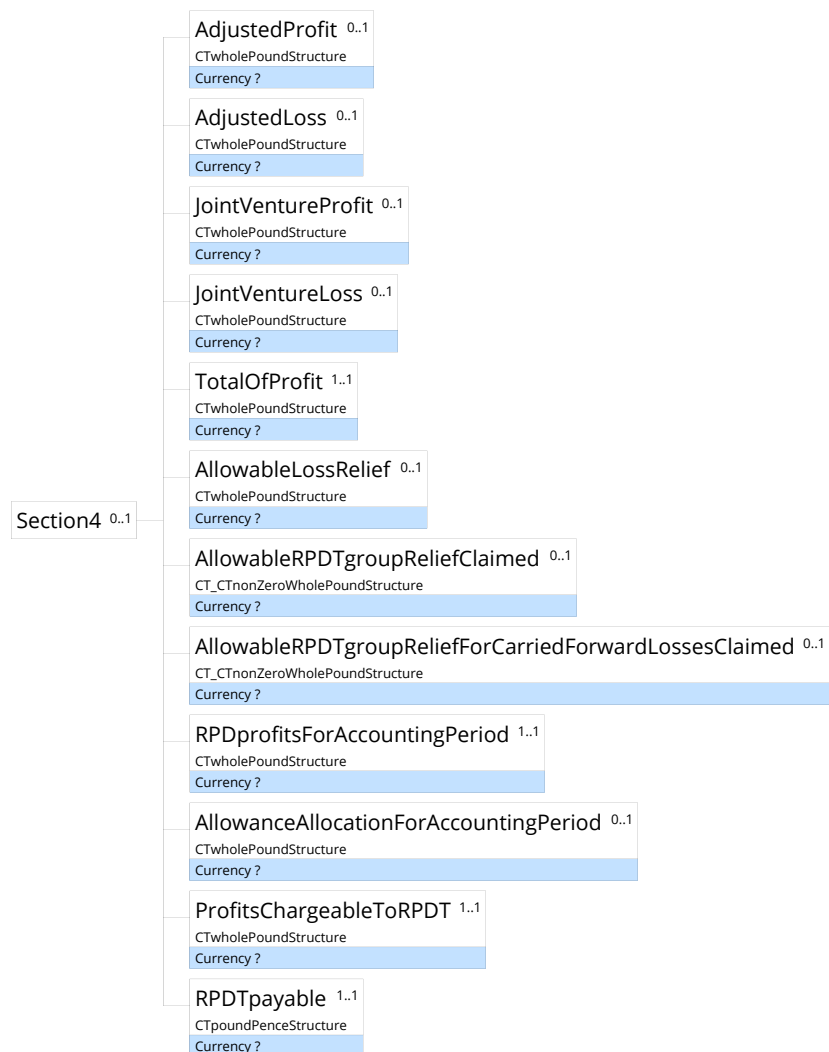 AdjustedProfit 0..1
CTwholePoundStructure
Currency ?
AdjustedLoss 0..1
CTwholePoundStructure
Currency ?
JointVentureProfit 0..1
CTwholePoundStructure
Currency ?
JointVentureLoss 0..1
CTwholePoundStructure
Currency ?
TotalOfProfit 1..1
CTwholePoundStructure
Currency ?
AllowableLossRelief 0..1
CTwholePoundStructure
Currency ?
Section4 0..1
AllowableRPDTgroupReliefClaimed 0..1
CT_CTnonZeroWholePoundStructure
Currency ?
AllowableRPDTgroupReliefForCarriedForwardLossesClaimed 0..1
CT_CTnonZeroWholePoundStructure
Currency ?
RPDprofitsForAccountingPeriod 1..1
CTwholePoundStructure
Currency ?
AllowanceAllocationForAccountingPeriod 0..1
CTwholePoundStructure
Currency ?
ProfitsChargeableToRPDT 1..1
CTwholePoundStructure
Currency ?
RPDTpayable 1..1
CTpoundPenceStructure
Currency ?